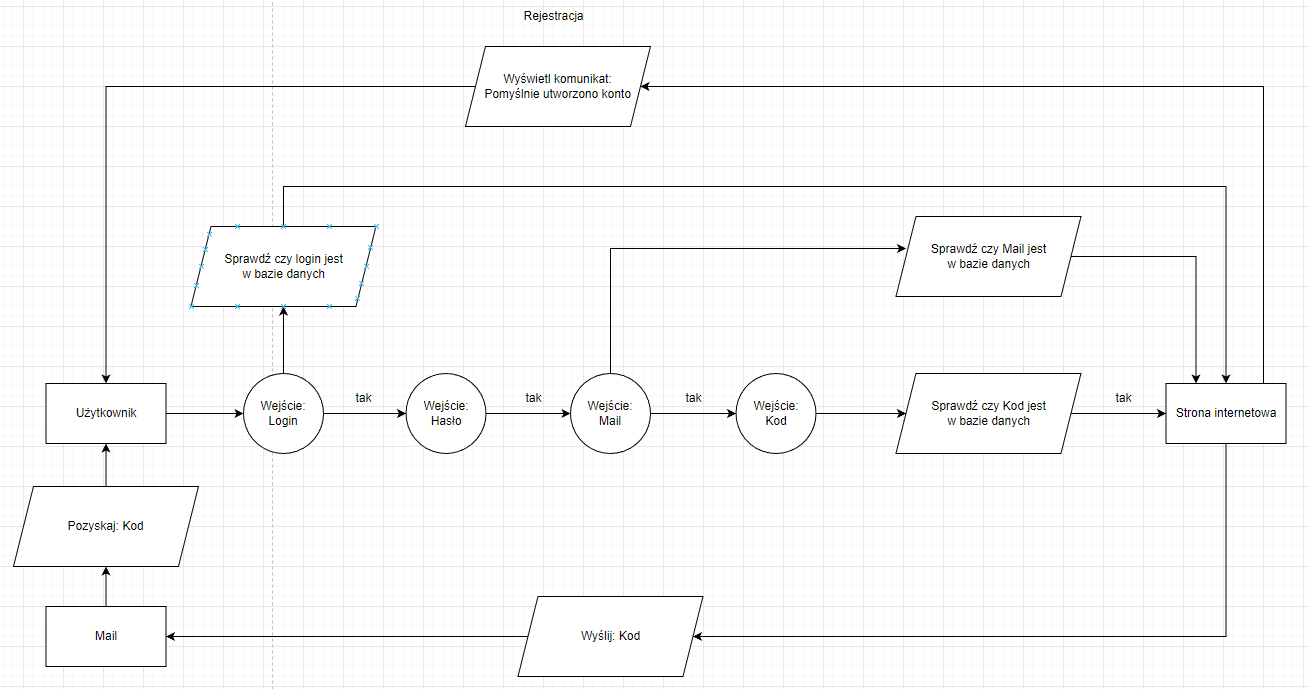 Rejestracja
Wyświetl komunikat:
Pomyślnie utworzono konto
Sprawdź czy login jest
w bazie danych
Sprawdź czy Mail jest
w bazie danych
Użytkownik
Wejście:
Login
tak
Wejście:
Hasło
tak
Wejście:
Mail
tak
Wejście:
Kod
Sprawdź czy Kod jest
w bazie danych
tak
Strona internetowa
Pozyskaj: Kod
Mail
Wyślij: Kod